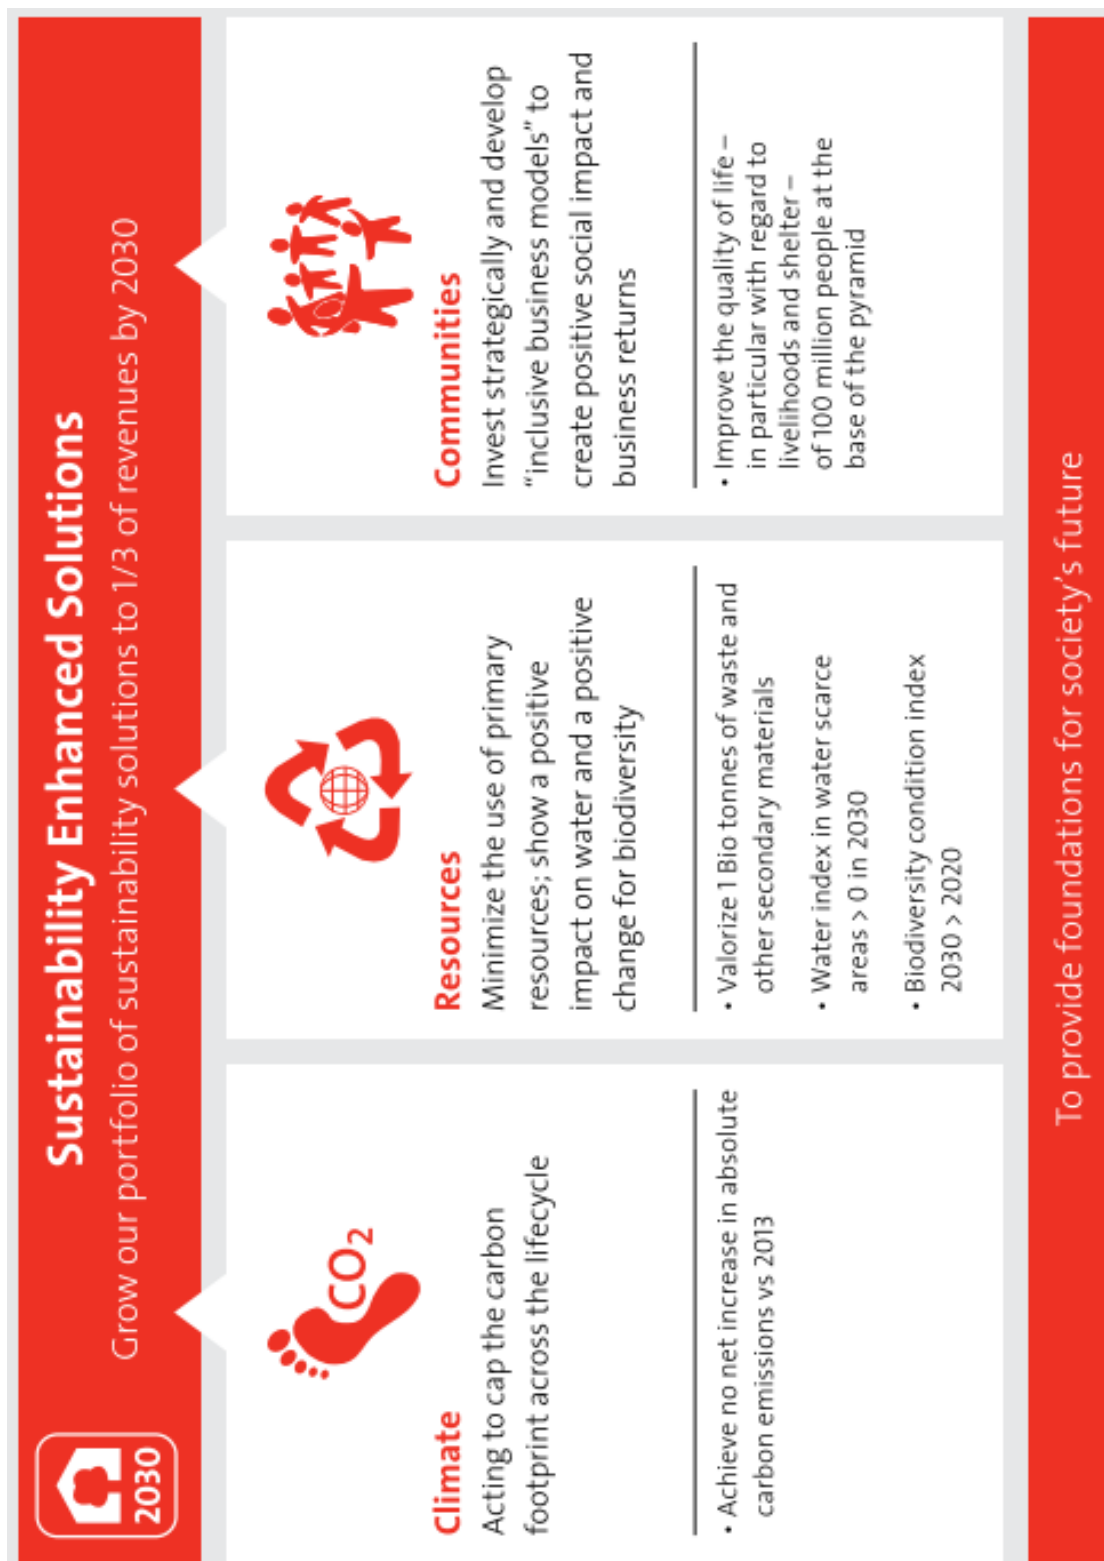 2030
Sustainability Enhanced Solutions
Grow our portfolio of sustainability solutions to 1/3 of revenues by 2030
CO2
Climate
Acting to cap the carbon
footprint across the lifecycle
• Achieve no net increase in absolute
carbon emissions vs 2013
Resources
Minimize the use of primary
resources; show a positive
impact on water and a positive
change for biodiversity
• Valorize 1 Bio tonnes of waste and
other secondary materials
• Water index in water scarce
areas > 0 in 2030
• Biodiversity condition index
2030 > 2020
Communities
Invest strategically and develop
“inclusive business models” to
create positive social impact and
business returns
• Improve the quality of life –
in particular with regard to
livelihoods and shelter –
of 100 million people at the
base of the pyramid
To provide foundations for society’s future